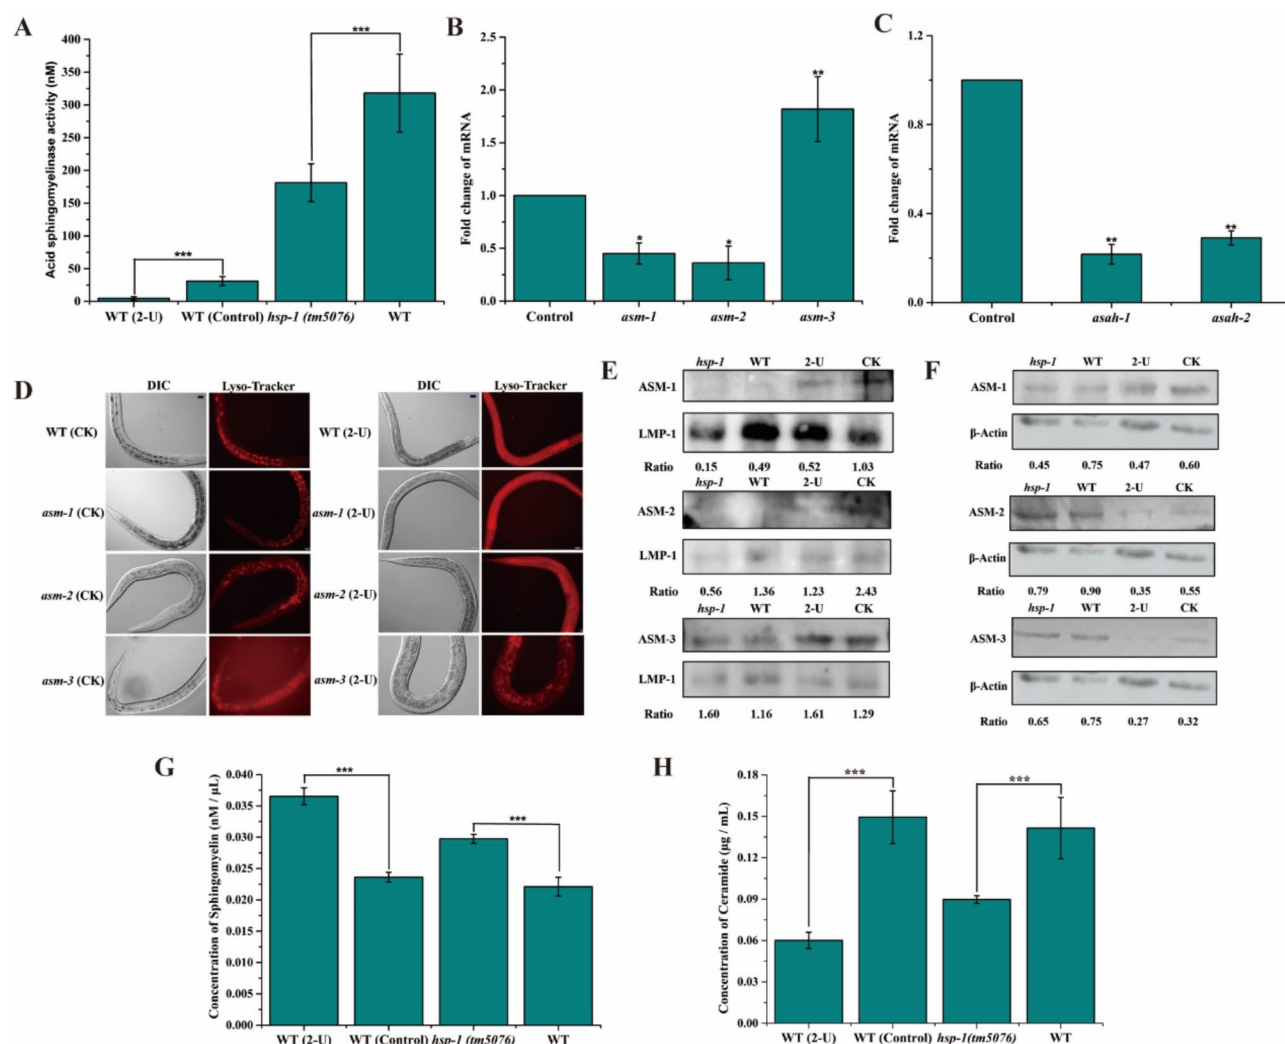 A
Acid sphingomyelinase activity (nM)
400
350
300
250
200
150
100
50
0
***
***
WT (2-U) WT (Control) hsp-1 (tm5076) WT
B
Fold change of mRNA
2.5
2.0
1.5
1.0
0.5
0.0
*
*
**
Control asm-1 asm-2 asm-3
C
Fold change of mRNA
1.2
0.8
0.4
0.0
**
**
Control asah-1 asah-2
D
DIC Lyso-Tracker DIC Lyso-Tracker
WT (CK) WT (2-U)
asm-1 (CK) asm-1 (2-U)
asm-2 (CK) asm-2 (2-U)
asm-3 (CK) asm-3 (2-U)
E
hsp-1 WT 2-U CK
ASM-1
LMP-1
Ratio 0.15 0.49 0.52 1.03
hsp-1 WT 2-U CK
ASM-2
LMP-1
Ratio 0.56 1.36 1.23 2.43
hsp-1 WT 2-U CK
ASM-3
LMP-1
Ratio 1.60 1.16 1.61 1.29
F
hsp-1 WT 2-U CK
ASM-1
β-Actin
Ratio 0.45 0.75 0.47 0.60
hsp-1 WT 2-U CK
ASM-2
β-Actin
Ratio 0.79 0.90 0.35 0.55
hsp-1 WT 2-U CK
ASM-3
β-Actin
Ratio 0.65 0.75 0.27 0.32
G
Concentration of Sphingomyelin (nM / μL)
0.040
0.035
0.030
0.025
0.020
0.015
0.010
0.005
0.000
***
***
WT (2-U) WT (Control) hsp-1 (tm5076) WT
H
Concentration of Ceramide (μg / mL)
0.18
0.15
0.12
0.09
0.06
0.03
0.00
***
***
WT (2-U) WT (Control) hsp-1(tm5076) WT